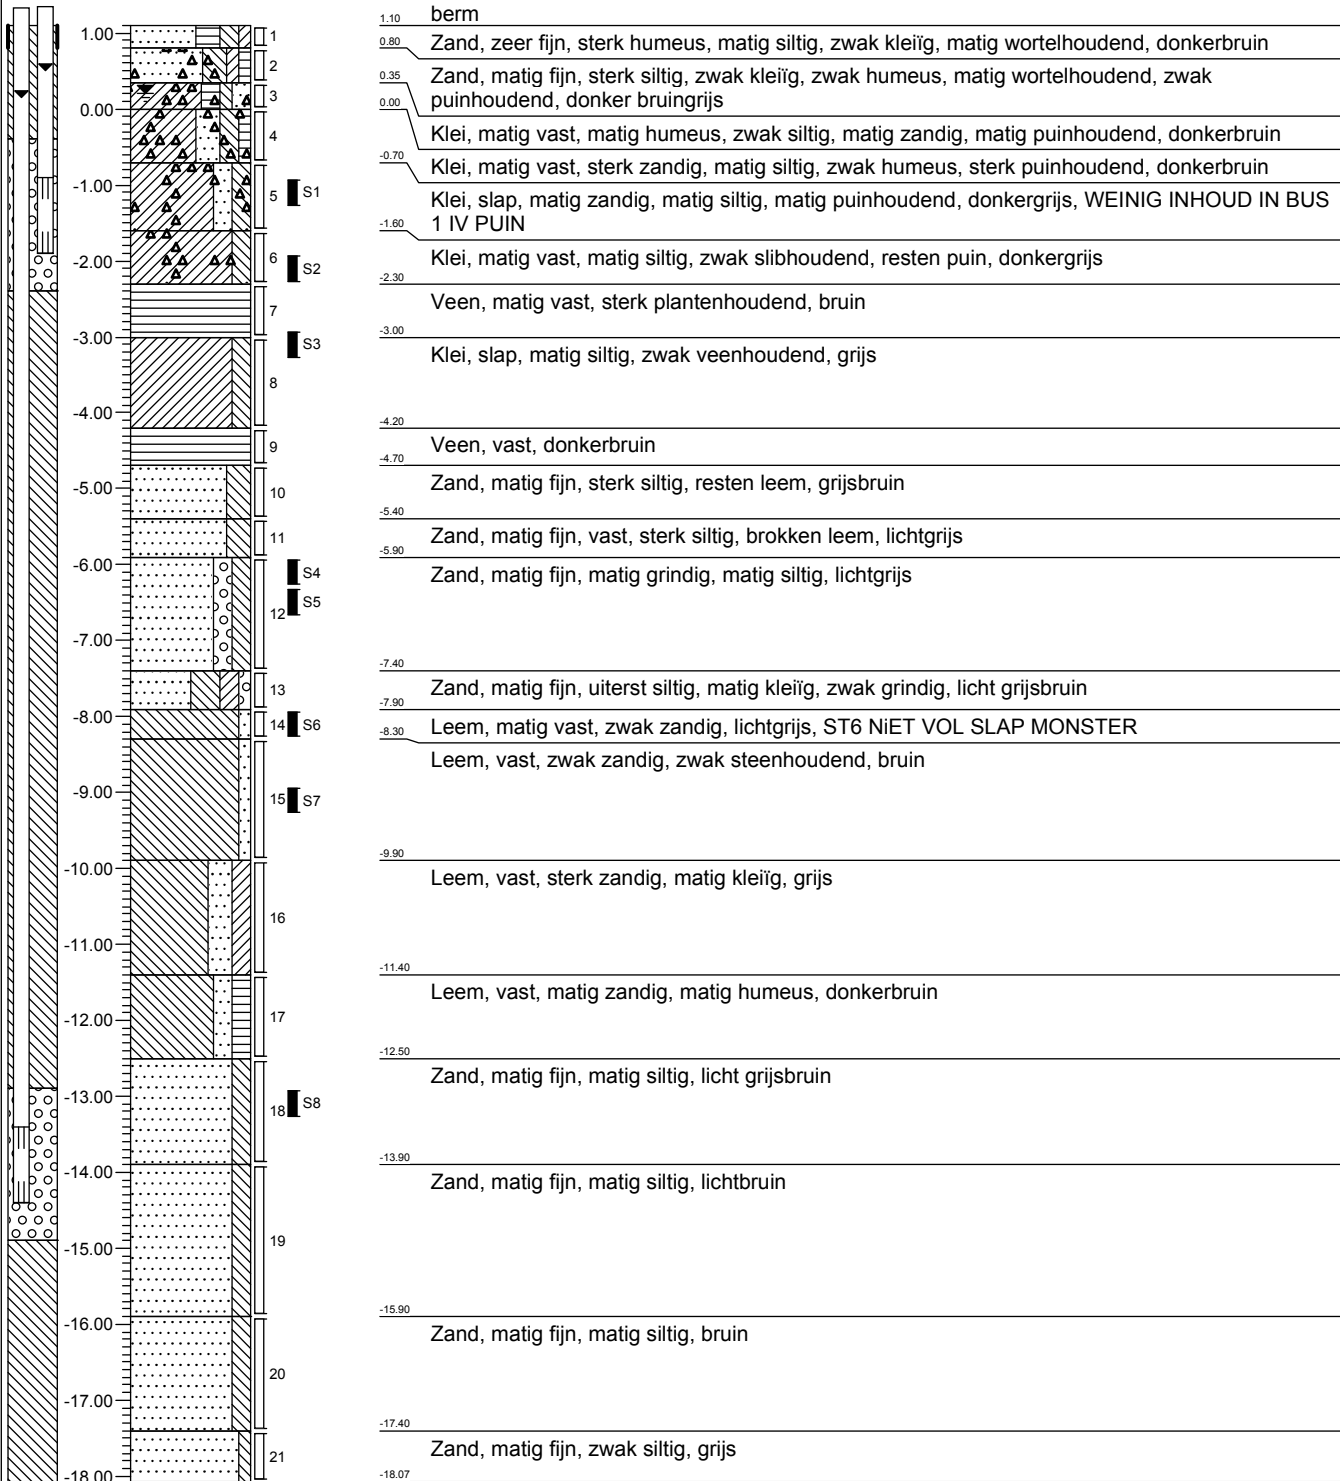 1.10 berm
1.00 1
0.80 Zand, zeer fijn, sterk humeus, matig siltig, zwak kleiïg, matig wortelhoudend, donkerbruin
2
0.35 Zand, matig fijn, sterk siltig, zwak kleiïg, zwak humeus, matig wortelhoudend, zwak
puinhoudend, donker bruingrijs
3
0.00 0.00
Klei, matig vast, matig humeus, zwak siltig, matig zandig, matig puinhoudend, donkerbruin
4
-0.70 Klei, matig vast, sterk zandig, matig siltig, zwak humeus, sterk puinhoudend, donkerbruin
-1.00 5 S1
Klei, slap, matig zandig, matig siltig, matig puinhoudend, donkergrijs, WEINIG INHOUD IN BUS
1 IV PUIN
-1.60
-2.00 6 S2
Klei, matig vast, matig siltig, zwak slibhoudend, resten puin, donkergrijs
-2.30
7 Veen, matig vast, sterk plantenhoudend, bruin
-3.00 S3 -3.00
8 Klei, slap, matig siltig, zwak veenhoudend, grijs
-4.00
-4.20
9 Veen, vast, donkerbruin
-4.70
-5.00 10 Zand, matig fijn, sterk siltig, resten leem, grijsbruin
-5.40
11 Zand, matig fijn, vast, sterk siltig, brokken leem, lichtgrijs
-5.90
-6.00 S4 Zand, matig fijn, matig grindig, matig siltig, lichtgrijs
12 S5
-7.00
-7.40
13 Zand, matig fijn, uiterst siltig, matig kleiïg, zwak grindig, licht grijsbruin
-7.90
-8.00 14 S6 Leem, matig vast, zwak zandig, lichtgrijs, ST6 NiET VOL SLAP MONSTER
-8.30
Leem, vast, zwak zandig, zwak steenhoudend, bruin
-9.00 15 S7
-9.90
-10.00 Leem, vast, sterk zandig, matig kleiïg, grijs
16
-11.00
-11.40
Leem, vast, matig zandig, matig humeus, donkerbruin
-12.00 17
-12.50
Zand, matig fijn, matig siltig, licht grijsbruin
-13.00 18 S8
-13.90
-14.00 Zand, matig fijn, matig siltig, lichtbruin
-15.00 19
-15.90
-16.00 Zand, matig fijn, matig siltig, bruin
20
-17.00
-17.40
21 Zand, matig fijn, zwak siltig, grijs
-18.00 -18.07